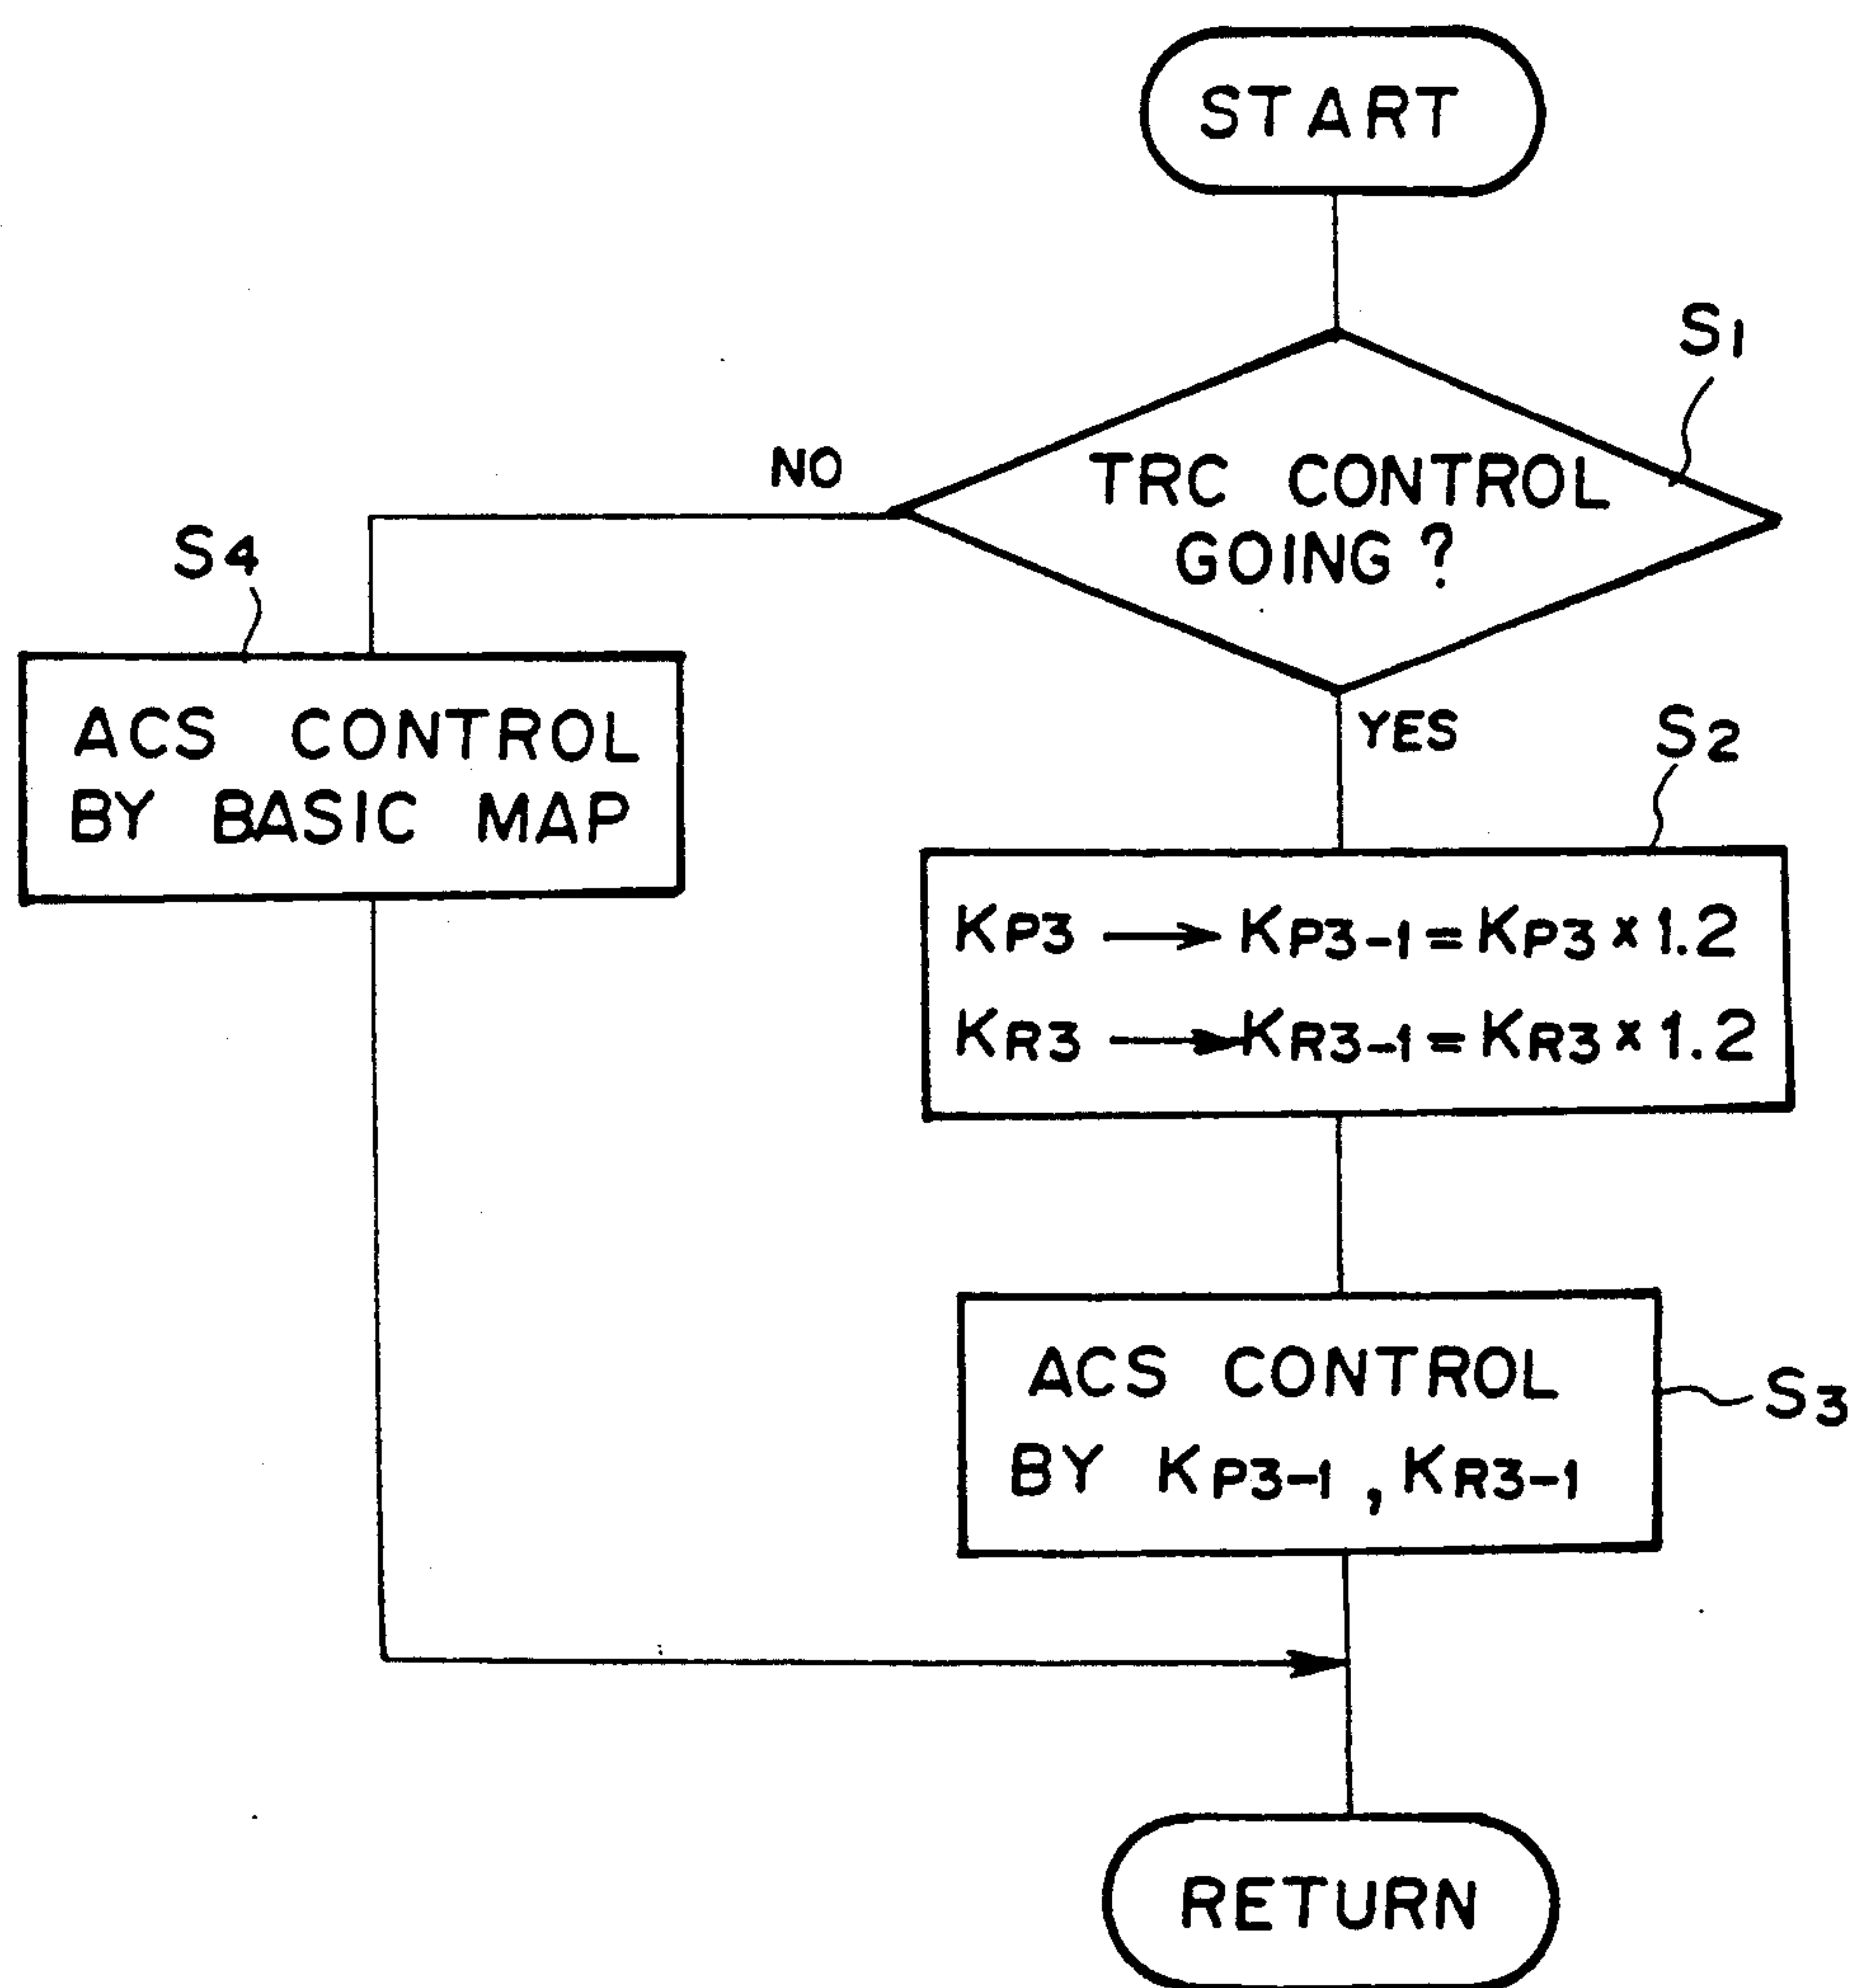 START
S1
TRC CONTROL
GOING?
NO
S4
ACS CONTROL
BY BASIC MAP
YES
S2
KP3 → KP3-1=KP3×1.2
KR3 → KR3-1=KR3×1.2
ACS CONTROL
BY KP3-1, KR3-1
S3
RETURN